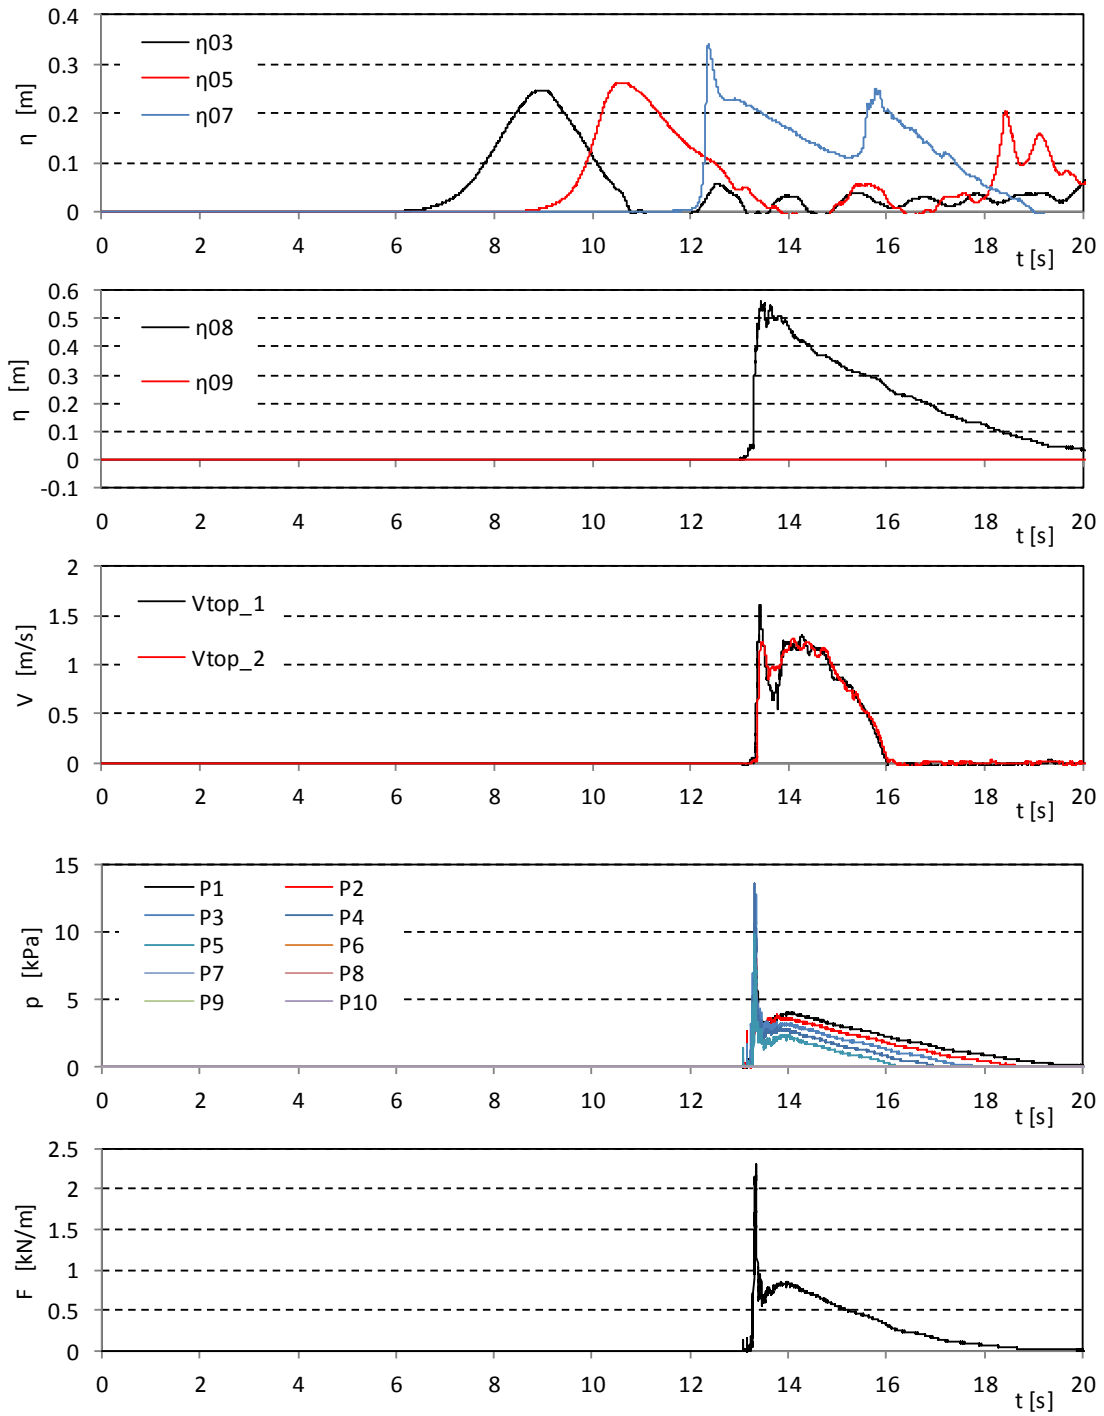 0.4
0.3
0.2
0.1
0
η [m]
η03
η05
η07
0 2 4 6 8 10 12 14 16 18 20
t [s]
0.6
0.5
0.4
0.3
0.2
0.1
0
-0.1
η [m]
η08
η09
0 2 4 6 8 10 12 14 16 18 20
t [s]
2
1.5
1
0.5
0
V [m/s]
Vtop_1
Vtop_2
0 2 4 6 8 10 12 14 16 18 20
t [s]
15
10
5
0
p [kPa]
P1 P2
P3 P4
P5 P6
P7 P8
P9 P10
0 2 4 6 8 10 12 14 16 18 20
t [s]
2.5
2
1.5
1
0.5
0
F [kN/m]
0 2 4 6 8 10 12 14 16 18 20
t [s]